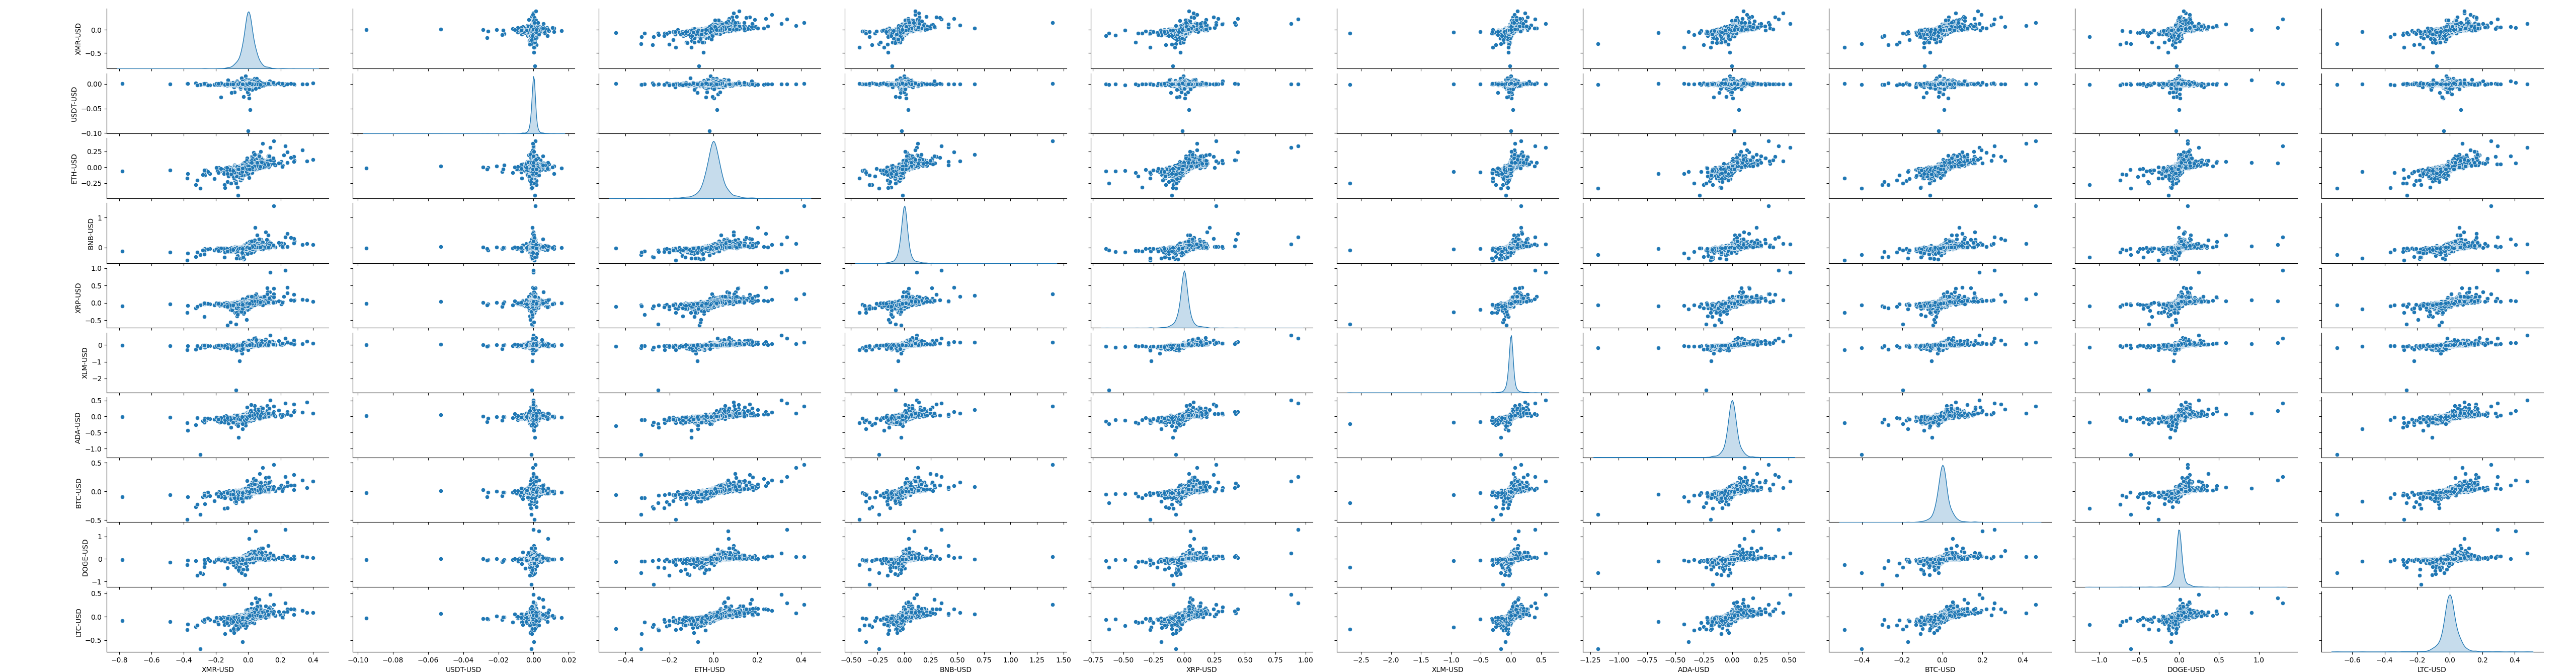 XMR-USD
0.0
−0.5
USDT-USD
0.00
−0.05
−0.10
ETH-USD
0.25
0.00
−0.25
BNB-USD
1
0
XRP-USD
1.0
0.5
0.0
−0.5
XLM-USD
0
−1
−2
ADA-USD
0.5
0.0
−0.5
−1.0
BTC-USD
0.5
0.0
−0.5
DOGE-USD
1
0
−1
LTC-USD
0.5
0.0
−0.5
−0.8 −0.6 −0.4 −0.2 0.0 0.2 0.4
XMR-USD
−0.10 −0.08 −0.06 −0.04 −0.02 0.00 0.02
USDT-USD
−0.4 −0.2 0.0 0.2 0.4
ETH-USD
−0.50 −0.25 0.00 0.25 0.50 0.75 1.00 1.25 1.50
BNB-USD
−0.75 −0.50 −0.25 0.00 0.25 0.50 0.75 1.00
XRP-USD
−2.5 −2.0 −1.5 −1.0 −0.5 0.0 0.5
XLM-USD
−1.25 −1.00 −0.75 −0.50 −0.25 0.00 0.25 0.50
ADA-USD
−0.4 −0.2 0.0 0.2 0.4
BTC-USD
−1.0 −0.5 0.0 0.5 1.0
DOGE-USD
−0.6 −0.4 −0.2 0.0 0.2 0.4
LTC-USD